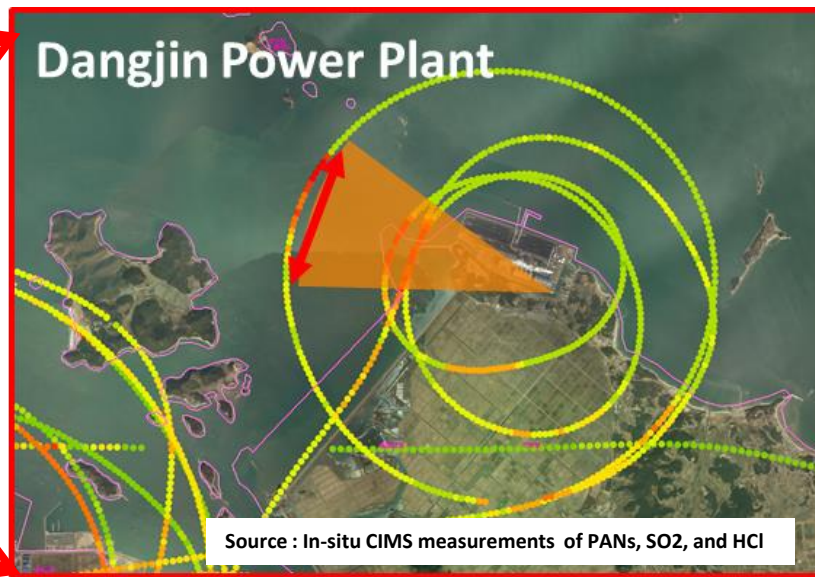 Dangjin Power Plant
Source : In-situ CIMS measurements of PANs, SO2, and HCl